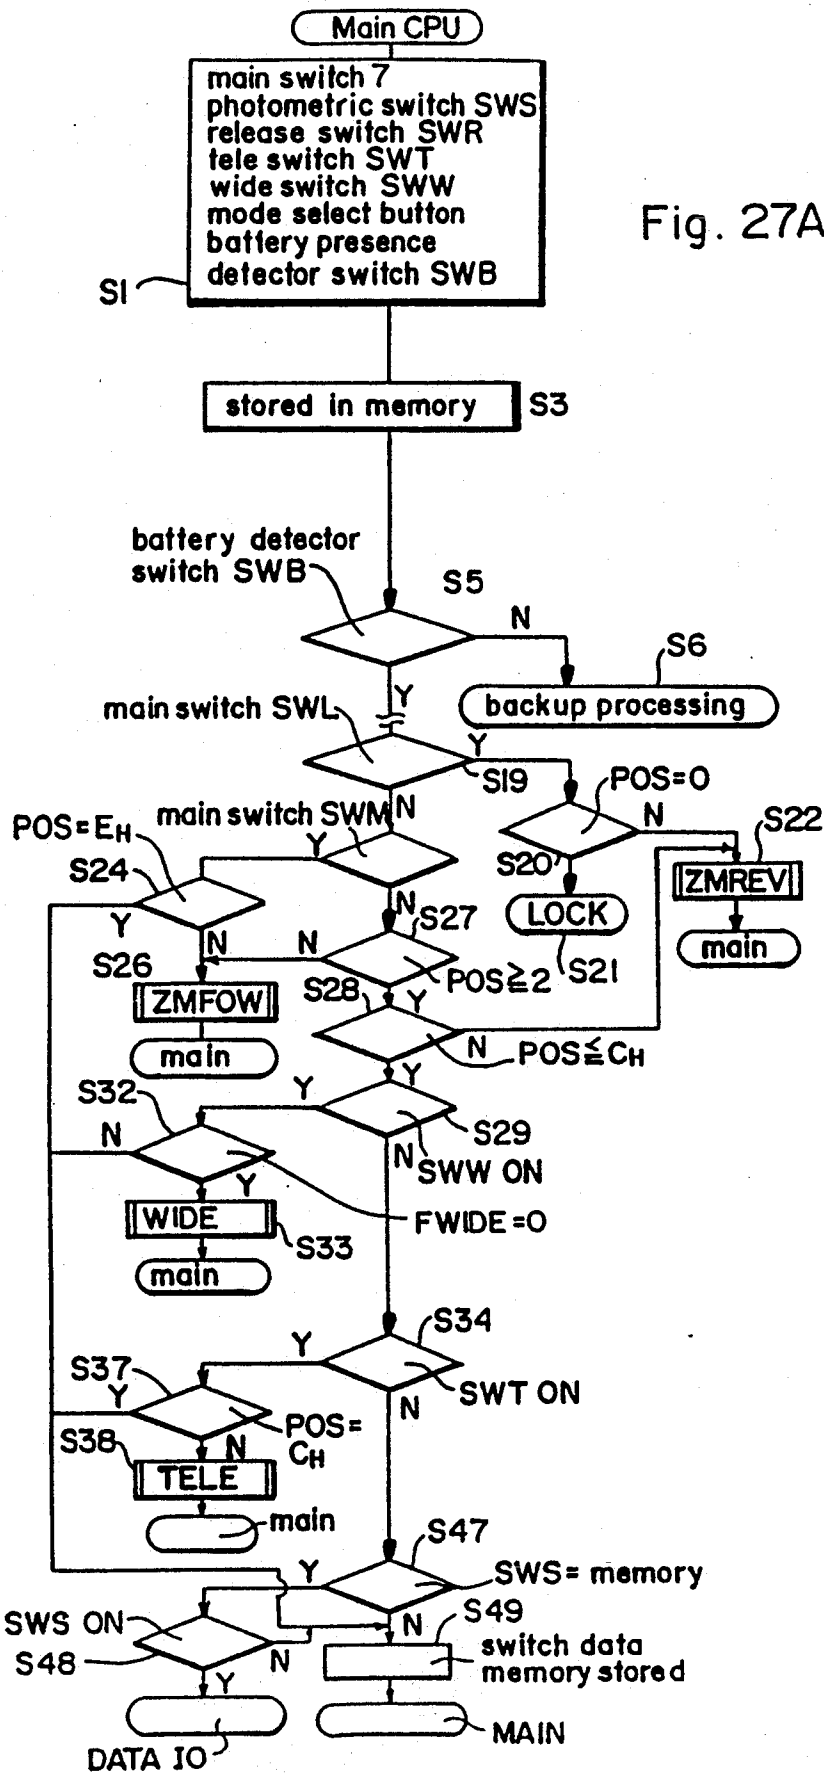 Main CPU
main switch 7
photometric switch SWS
release switch SWR
tele switch SWT
wide switch SWW
mode select button
battery presence
detector switch SWB
Fig. 27A
S1
stored in memory
S3
battery detector
switch SWB
S5
N
S6
Y
backup processing
main switch SWL
Y
S19
POS=0
N
main switch SWM
N
S22
POS=EH
Y
S20
S24
ZMREV
N
LOCK
S27
Y
N
N
main
S26
POS≧2
S21
S28
Y
ZMFOW
N
POS≦CH
main
Y
S32
Y
S29
N
N
SWW ON
Y
WIDE
FWIDE=0
S33
main
S34
Y
S37
SWT ON
Y
N
POS=
CH
S38
N
TELE
main
S47
Y
SWS= memory
SWS ON
N
S49
S48
N
switch data
memory stored
Y
MAIN
DATA IO